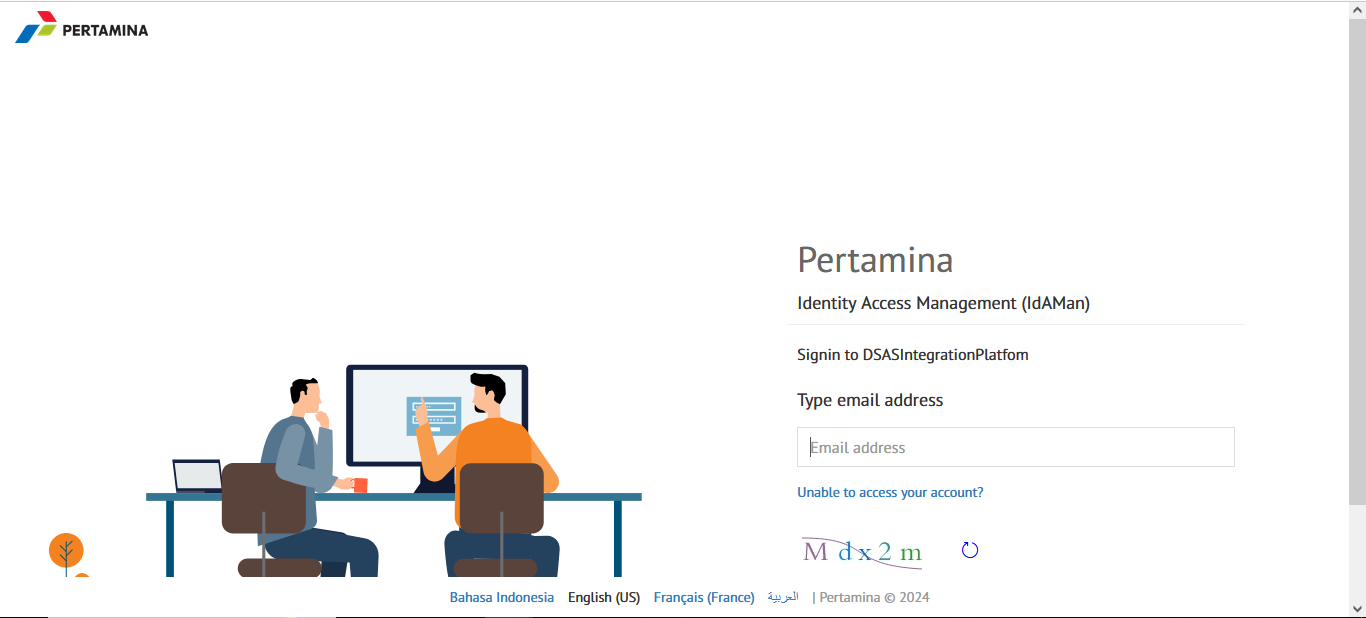 PERTAMINA
Pertamina
Identity Access Management (IdAMan)
Signin to DSASIntegrationPlatfom
Type email address
Email address
Unable to access your account?
M d x 2 m
Bahasa Indonesia English (US) Français (France) العربية | Pertamina © 2024